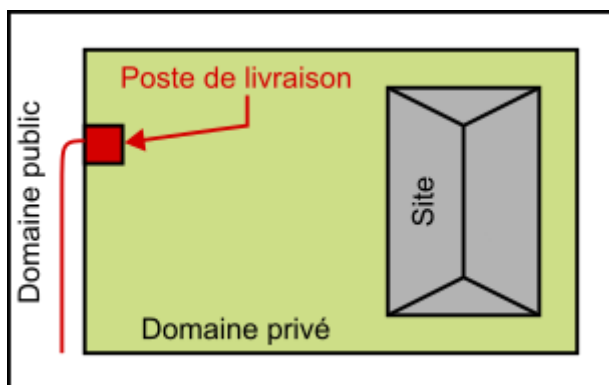 Poste de livraison
Domaine public
Site
Domaine privé